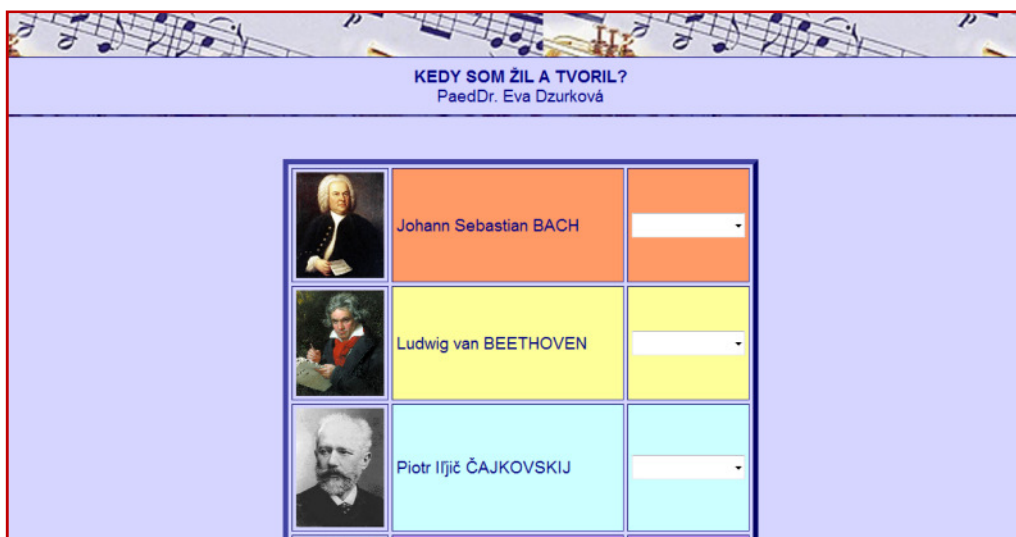 KEDY SOM ŽIL A TVORIL?
PaedDr. Eva Dzurková
Johann Sebastian BACH
Ludwig van BEETHOVEN
Piotr Iľjič ČAJKOVSKIJ